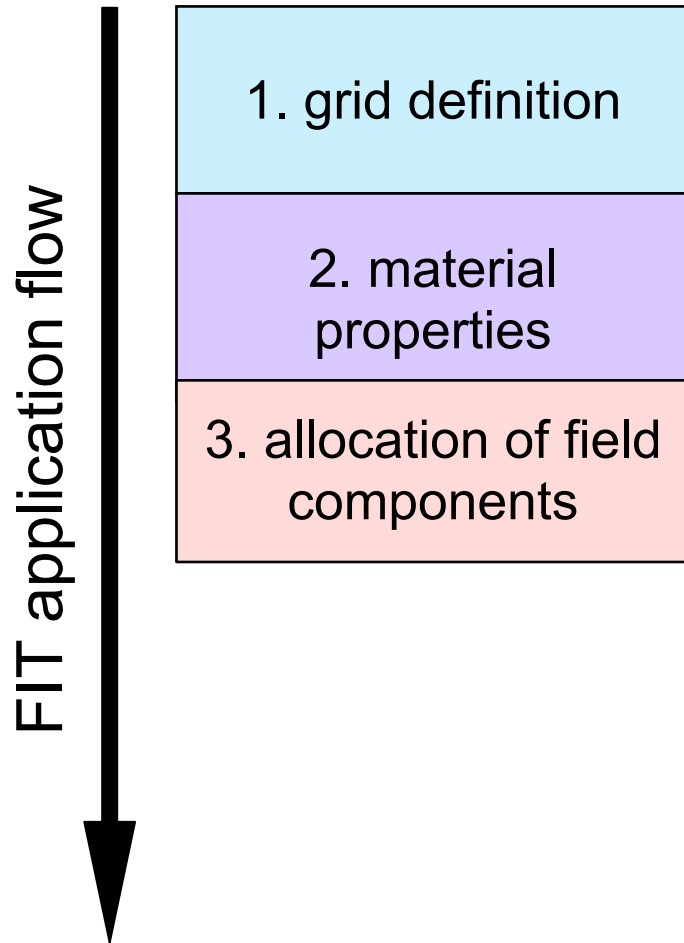 FIT application flow
1. grid definition
2. material
properties
3. allocation of field
components